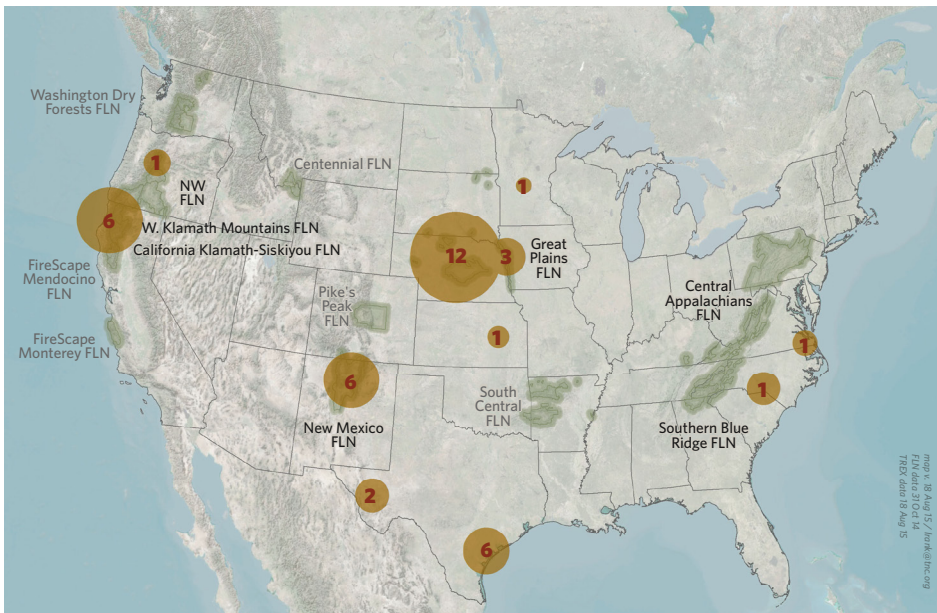 Washington Dry
Forests FLN
1
Centennial FLN
1
NW
FLN
6
W. Klamath Mountains FLN
California Klamath-Siskiyou FLN
12
3
Great
Plains
FLN
FireScape
Mendocino
FLN
Pike's
Peak
FLN
Central
Appalachians
FLN
FireScape
Monterey FLN
1
1
6
1
South
Central
FLN
New Mexico
FLN
Southern Blue
Ridge FLN
2
6
map v. 18 Aug 15 / lrank@tnc.org
FLN data 31 Oct 14
TREX data 18 Aug 15